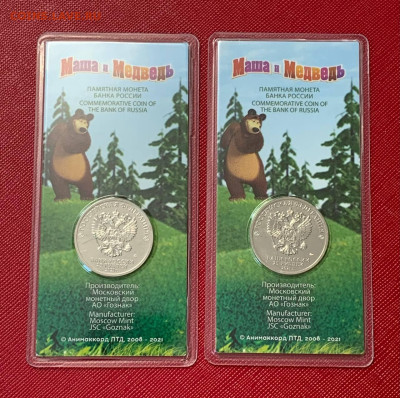 Маша и Медведь
ПАМЯТНАЯ МОНЕТА
БАНКА РОССИИ
COMMEMORATIVE COIN OF
THE BANK OF RUSSIA
Производитель:
Московский
монетный двор
АО «Гознак»
Manufacturer:
Moscow Mint
JSC «Goznak»
© Анимаккорд ЛТД, 2008 - 2021
Маша и Медведь
ПАМЯТНАЯ МОНЕТА
БАНКА РОССИИ
COMMEMORATIVE COIN OF
THE BANK OF RUSSIA
Производитель:
Московский
монетный двор
АО «Гознак»
Manufacturer:
Moscow Mint
JSC «Goznak»
© Анимаккорд ЛТД, 2008 - 2021